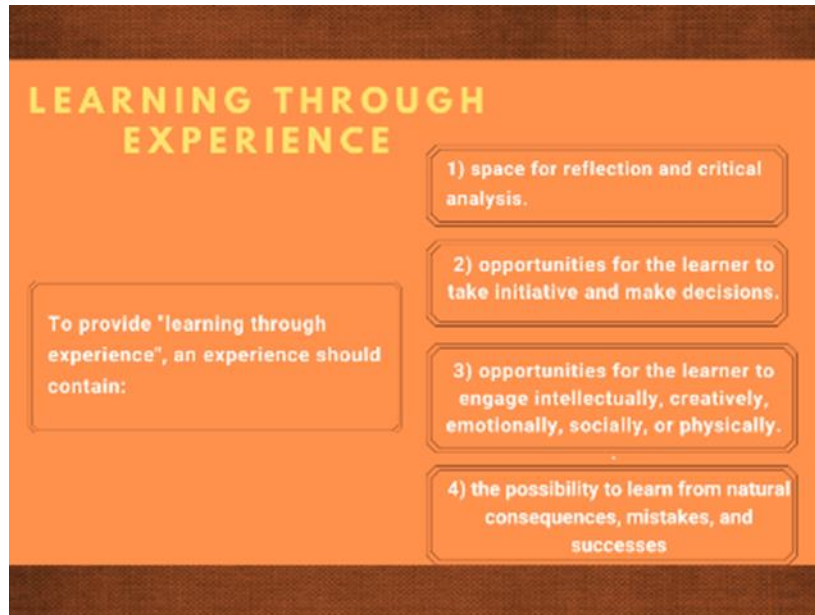 LEARNING THROUGH
EXPERIENCE
To provide "learning through
experience", an experience should
contain:
1) space for reflection and critical
analysis.
2) opportunities for the learner to
take initiative and make decisions.
3) opportunities for the learner to
engage intellectually, creatively,
emotionally, socially, or physically.
.
4) the possibility to learn from natural
consequences, mistakes, and
successes